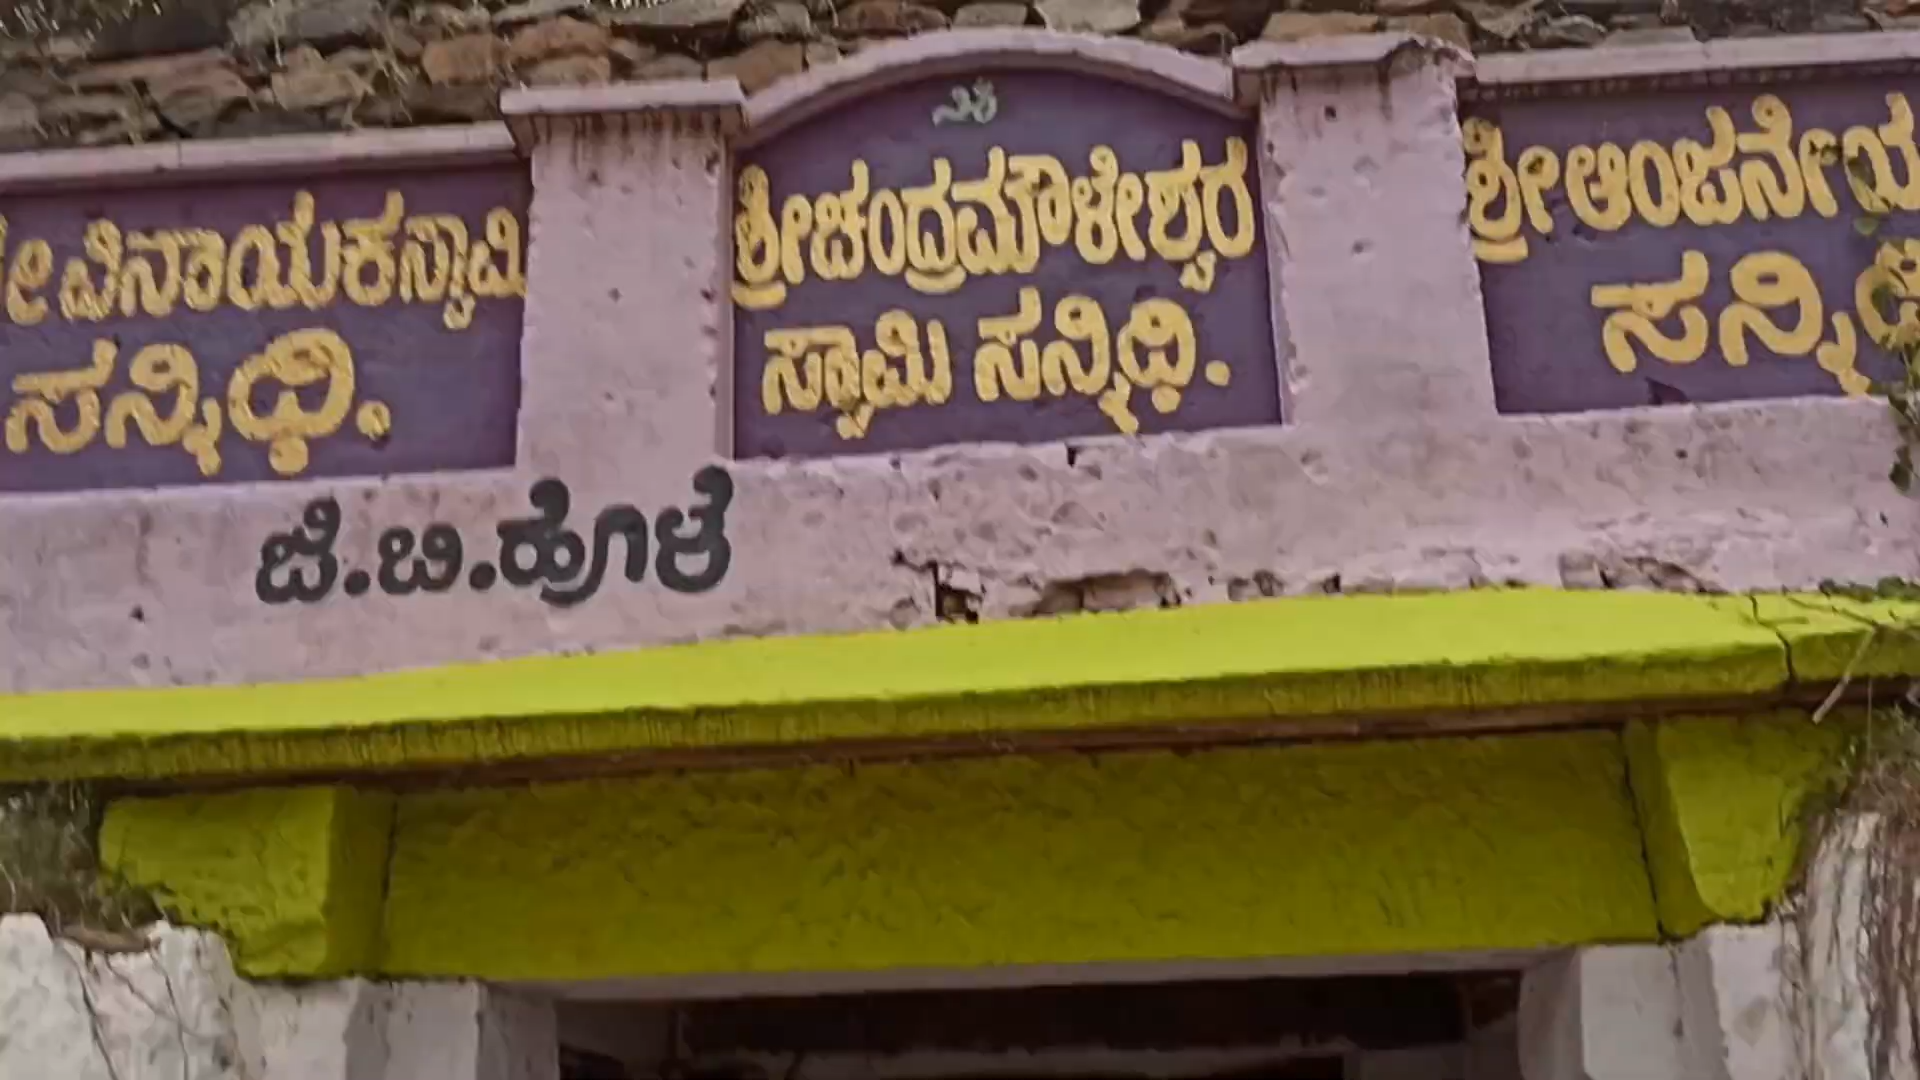 ವಿನಾಯಕಸ್ವಾಮಿ
ಸನ್ನಿಧಿ.
ಶ್ರೀಚಂದ್ರಮೌಳೇಶ್ವರ
ಸ್ವಾಮಿ ಸನ್ನಿಧಿ.
ಶ್ರೀಆಂಜನೇಯ
ಸನ್ನಿಧಿ
ಜಿ.ಬಿ.ಹೊಳೆ